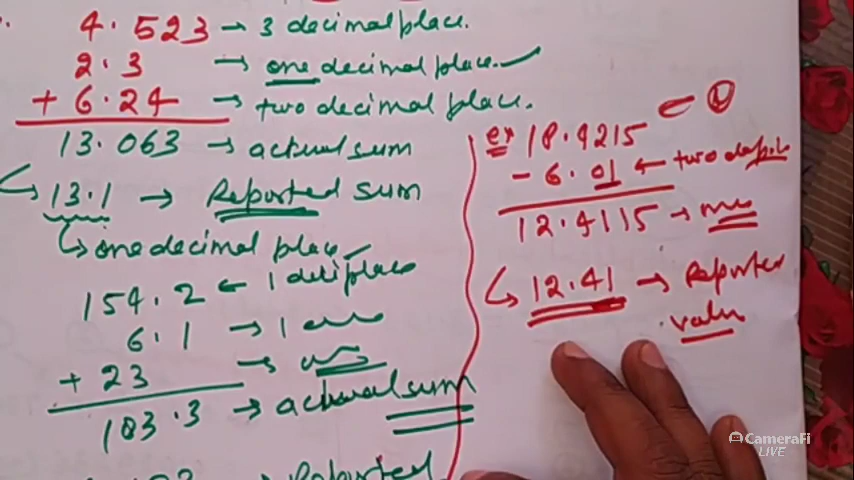 4.523 → 3 decimal place.
2.3 → one decimal place.
+ 6.24 → two decimal place.
13.063 → actual sum
13.1 → Reported sum
one decimal place
154.2 ← 1
6.1 → 1
+ 23 →
183.3 → actual sum
Reported
ex 18.4215
- 6.01 ← two
12.4115 →
12.41 → Reported
value
CameraFi
LIVE